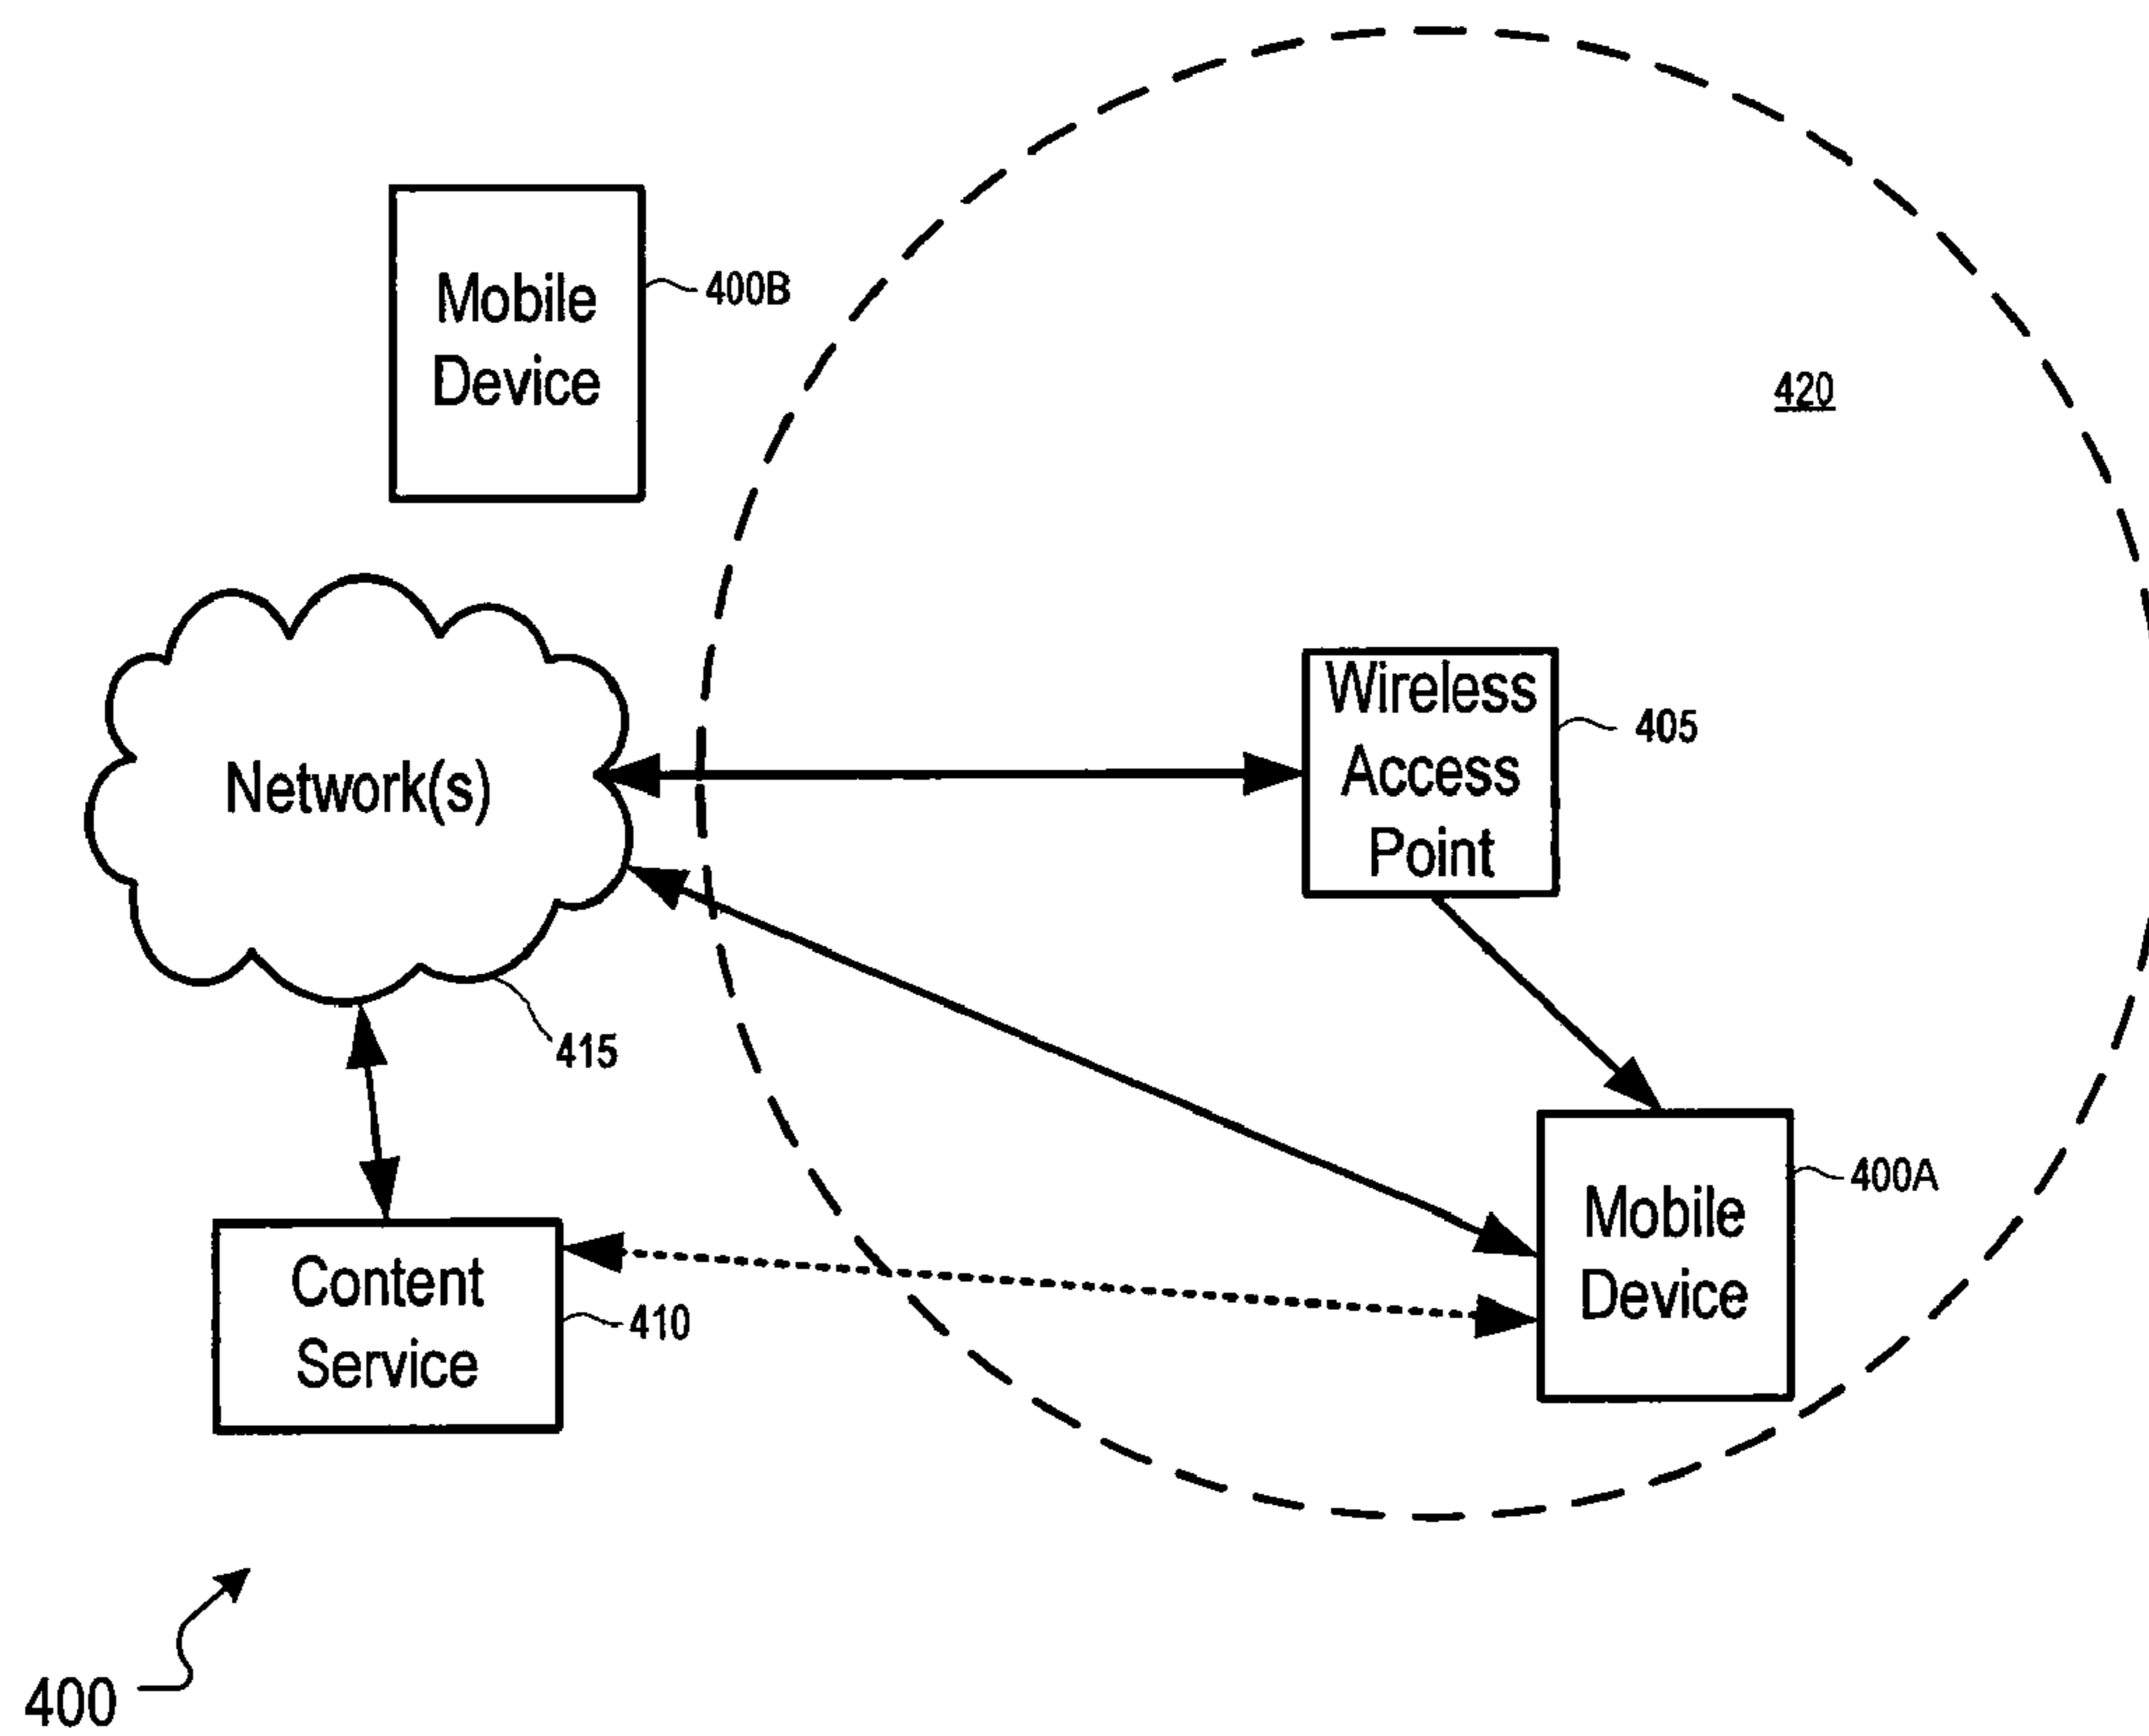 Mobile
Device
400B
420
Wireless
Access
Point
405
Network(s)
415
Mobile
Device
400A
Content
Service
410
400